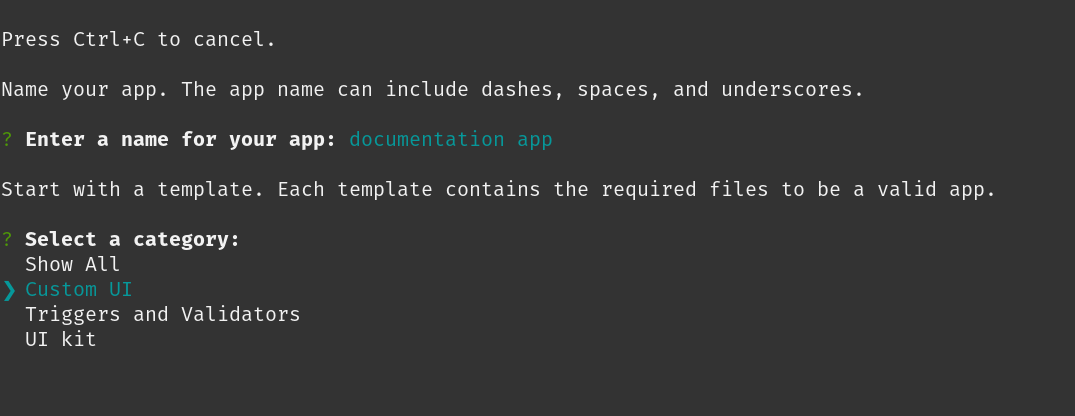 Press Ctrl+C to cancel.
Name your app. The app name can include dashes, spaces, and underscores.
? Enter a name for your app: documentation app
Start with a template. Each template contains the required files to be a valid app.
? Select a category:
Show All
❯ Custom UI
Triggers and Validators
UI kit